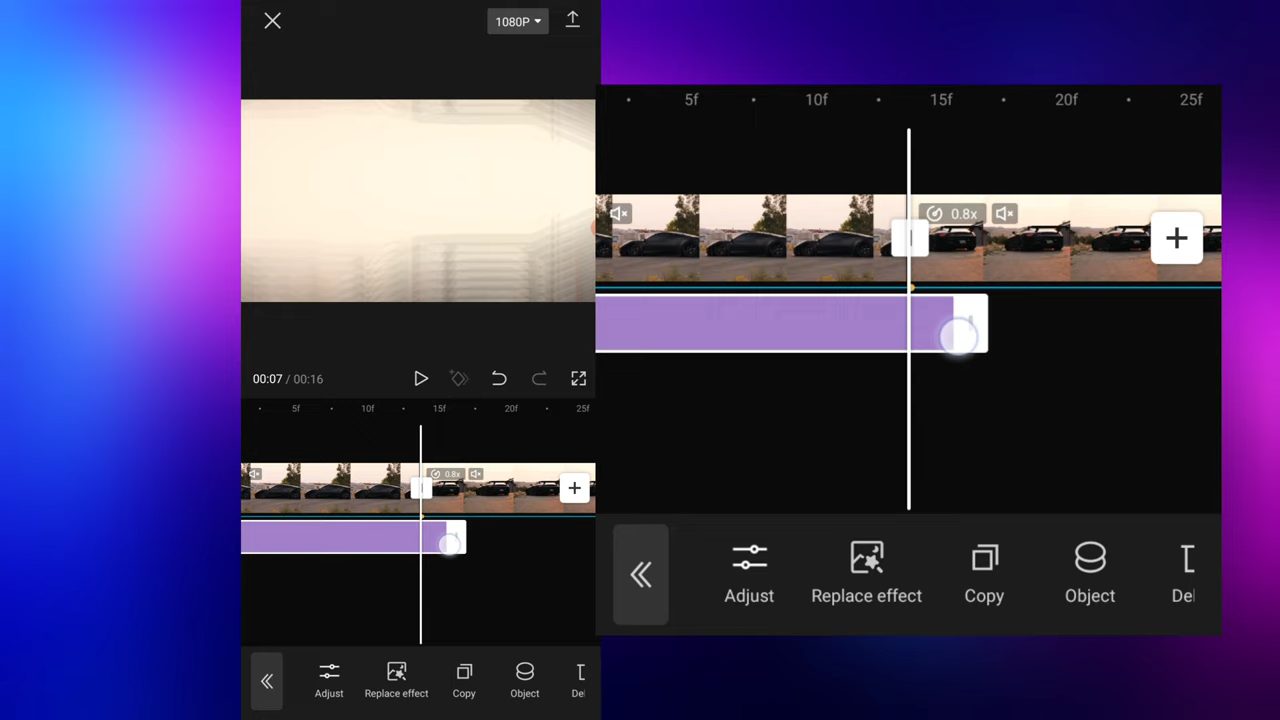 1080P
00:07 / 00:16
5f
10f
15f
20f
25f
0.8x
Adjust
Replace effect
Copy
Object
Del
5f
10f
15f
20f
25f
0.8x
Adjust
Replace effect
Copy
Object
Del